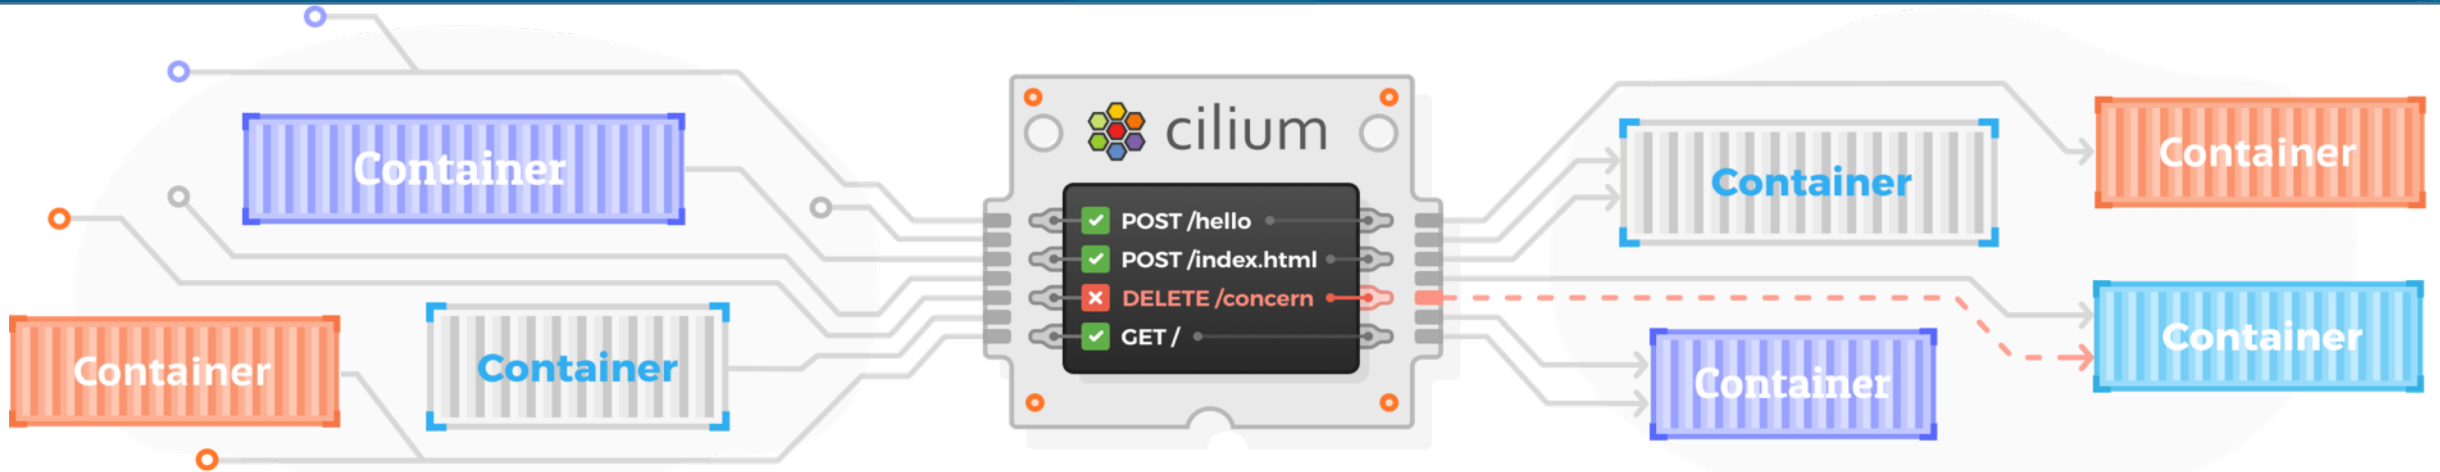 Container
Container
Container
cilium
POST /hello
POST /index.html
DELETE /concern
GET /
Container
Container
Container
Container